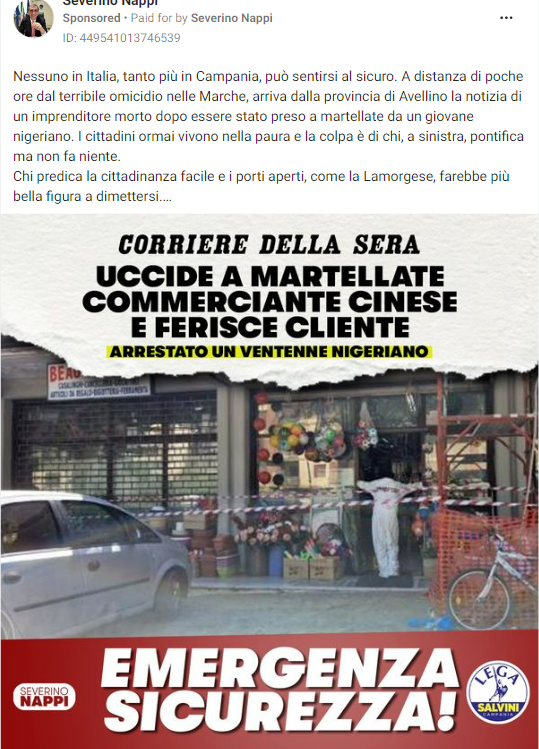 Severino Nappi
Sponsored • Paid for by Severino Nappi
ID: 449541013746539
Nessuno in Italia, tanto più in Campania, può sentirsi al sicuro. A distanza di poche
ore dal terribile omicidio nelle Marche, arriva dalla provincia di Avellino la notizia di
un imprenditore morto dopo essere stato preso a martellate da un giovane
nigeriano. I cittadini ormai vivono nella paura e la colpa è di chi, a sinistra, pontifica
ma non fa niente.
Chi predica la cittadinanza facile e i porti aperti, come la Lamorgese, farebbe più
bella figura a dimettersi....
CORRIERE DELLA SERA
UCCIDE A MARTELLATE
COMMERCIANTE CINESE
E FERISCE CLIENTE
ARRESTATO UN VENTENNE NIGERIANO
CASALINGHI-CANCELLERIA
ARTICOLI DA REGALO-BIGIOTTERIA-FERRAMENTA
SEVERINO
NAPPI
EMERGENZA
SICUREZZA!
LEGA
SALVINI
CAMPANIA